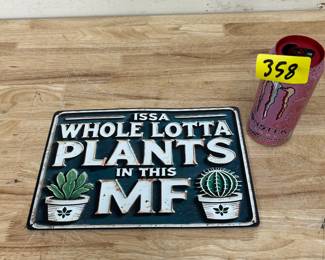 358
ISSA
WHOLE LOTTA
PLANTS
IN THIS
MF